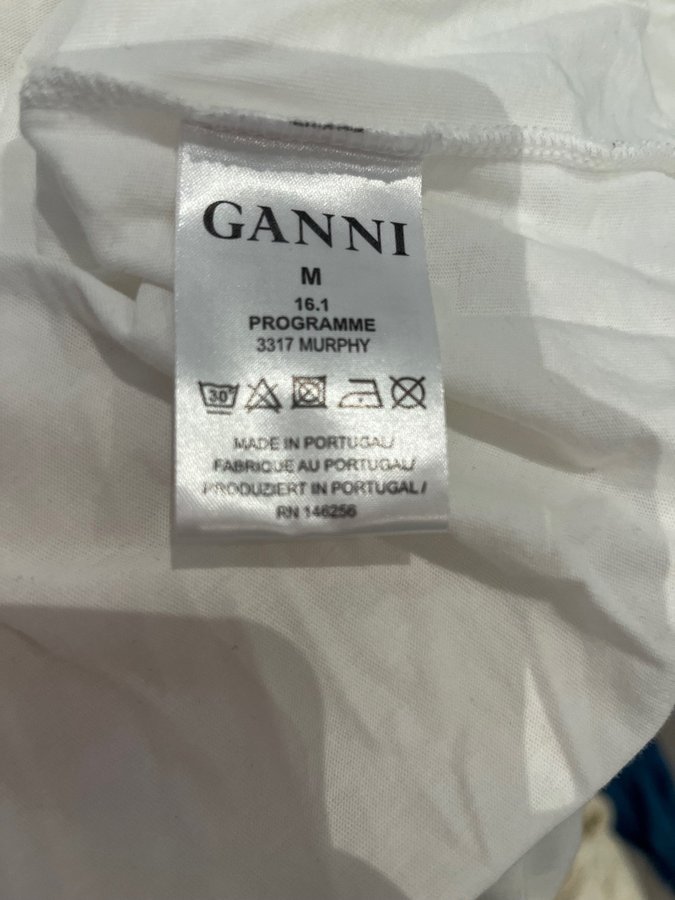 GANNI
M
16.1
PROGRAMME
3317 MURPHY
30°
MADE IN PORTUGAL/
FABRIQUE AU PORTUGAL/
PRODUZIERT IN PORTUGAL /
RN 146256